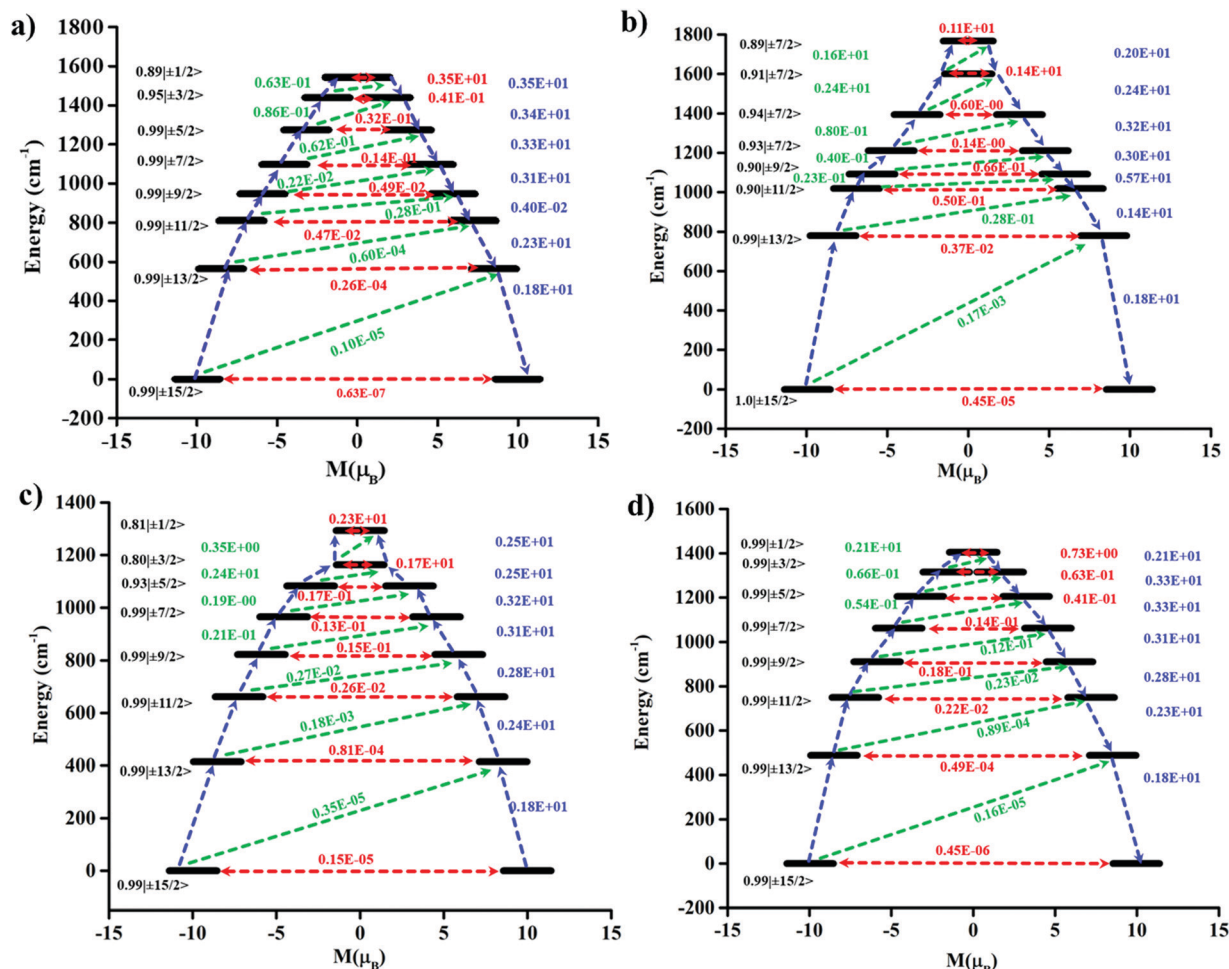 a)
Energy (cm⁻¹)
1800
1600
1400
1200
1000
800
600
400
200
0
-200
0.89|±1/2>
0.95|±3/2>
0.99|±5/2>
0.99|±7/2>
0.99|±9/2>
0.99|±11/2>
0.99|±13/2>
0.99|±15/2>
0.63E-01
0.86E-01
0.62E-01
0.22E-02
0.28E-01
0.60E-04
0.10E-05
0.35E+01
0.41E-01
0.32E-01
0.14E-01
0.49E-02
0.47E-02
0.26E-04
0.63E-07
0.35E+01
0.34E+01
0.33E+01
0.31E+01
0.40E-02
0.23E+01
0.18E+01
-15
-10
-5
0
5
10
15
M(μB)
b)
Energy (cm⁻¹)
1800
1600
1400
1200
1000
800
600
400
200
0
-200
0.89|±7/2>
0.91|±7/2>
0.94|±7/2>
0.93|±7/2>
0.90|±9/2>
0.90|±11/2>
0.99|±13/2>
1.0|±15/2>
0.16E+01
0.24E+01
0.80E-01
0.40E-01
0.23E-01
0.28E-01
0.17E-03
0.11E+01
0.14E+01
0.60E-00
0.14E-00
0.66E-01
0.50E-01
0.37E-02
0.45E-05
0.20E+01
0.24E+01
0.32E+01
0.30E+01
0.57E+01
0.14E+01
0.18E+01
-15
-10
-5
0
5
10
15
M(μB)
c)
Energy (cm⁻¹)
1400
1200
1000
800
600
400
200
0
0.81|±1/2>
0.80|±3/2>
0.93|±5/2>
0.99|±7/2>
0.99|±9/2>
0.99|±11/2>
0.99|±13/2>
0.99|±15/2>
0.35E+00
0.24E+01
0.19E-00
0.21E-01
0.27E-02
0.18E-03
0.35E-05
0.23E+01
0.17E+01
0.17E-01
0.13E-01
0.15E-01
0.26E-02
0.81E-04
0.15E-05
0.25E+01
0.25E+01
0.32E+01
0.31E+01
0.28E+01
0.24E+01
0.18E+01
-15
-10
-5
0
5
10
15
M(μB)
d)
Energy (cm⁻¹)
1600
1400
1200
1000
800
600
400
200
0
-200
0.99|±1/2>
0.99|±3/2>
0.99|±5/2>
0.99|±7/2>
0.99|±9/2>
0.99|±11/2>
0.99|±13/2>
0.99|±15/2>
0.21E+01
0.66E-01
0.54E-01
0.12E-01
0.23E-02
0.89E-04
0.16E-05
0.73E+00
0.63E-01
0.41E-01
0.14E-01
0.18E-01
0.22E-02
0.49E-04
0.45E-06
0.21E+01
0.33E+01
0.33E+01
0.31E+01
0.28E+01
0.23E+01
0.18E+01
-15
-10
-5
0
5
10
15
M(μB)